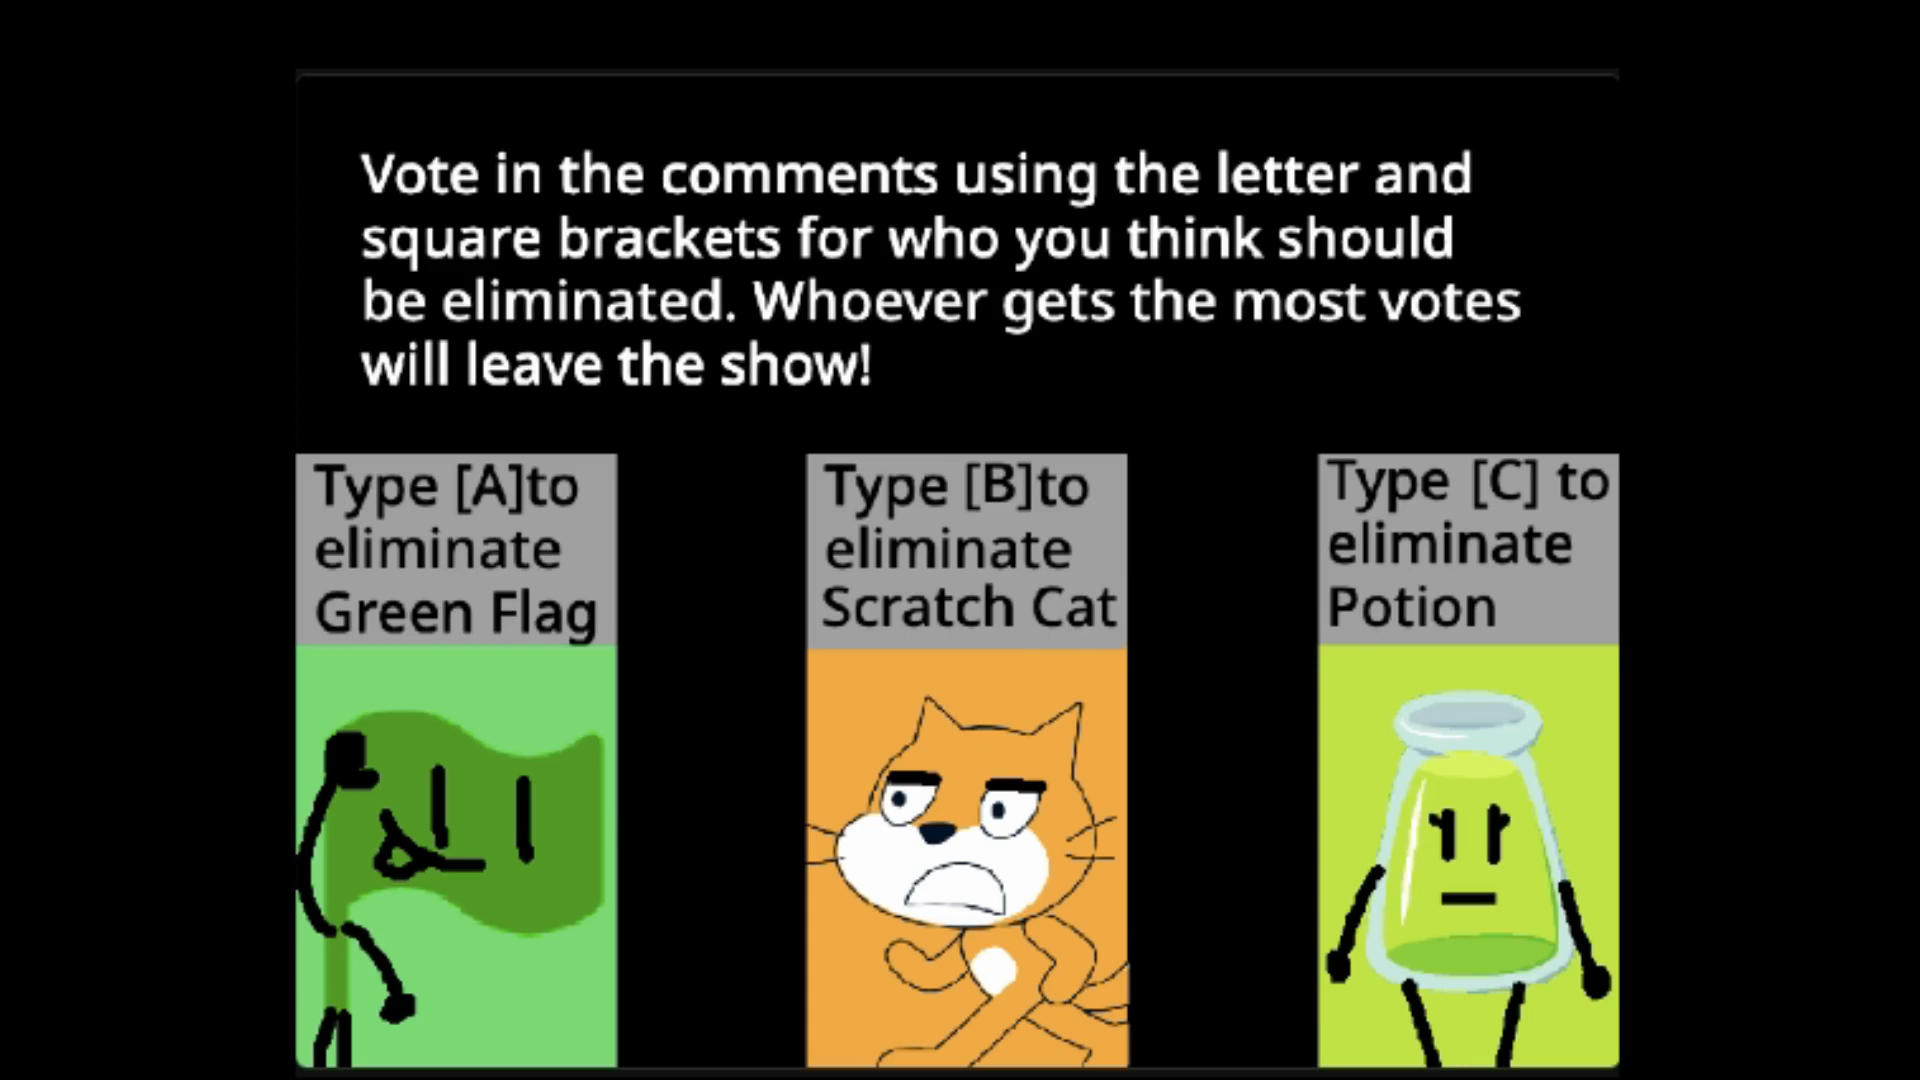 Vote in the comments using the letter and
square brackets for who you think should
be eliminated. Whoever gets the most votes
will leave the show!
Type [A]to
eliminate
Green Flag
Type [B]to
eliminate
Scratch Cat
Type [C] to
eliminate
Potion